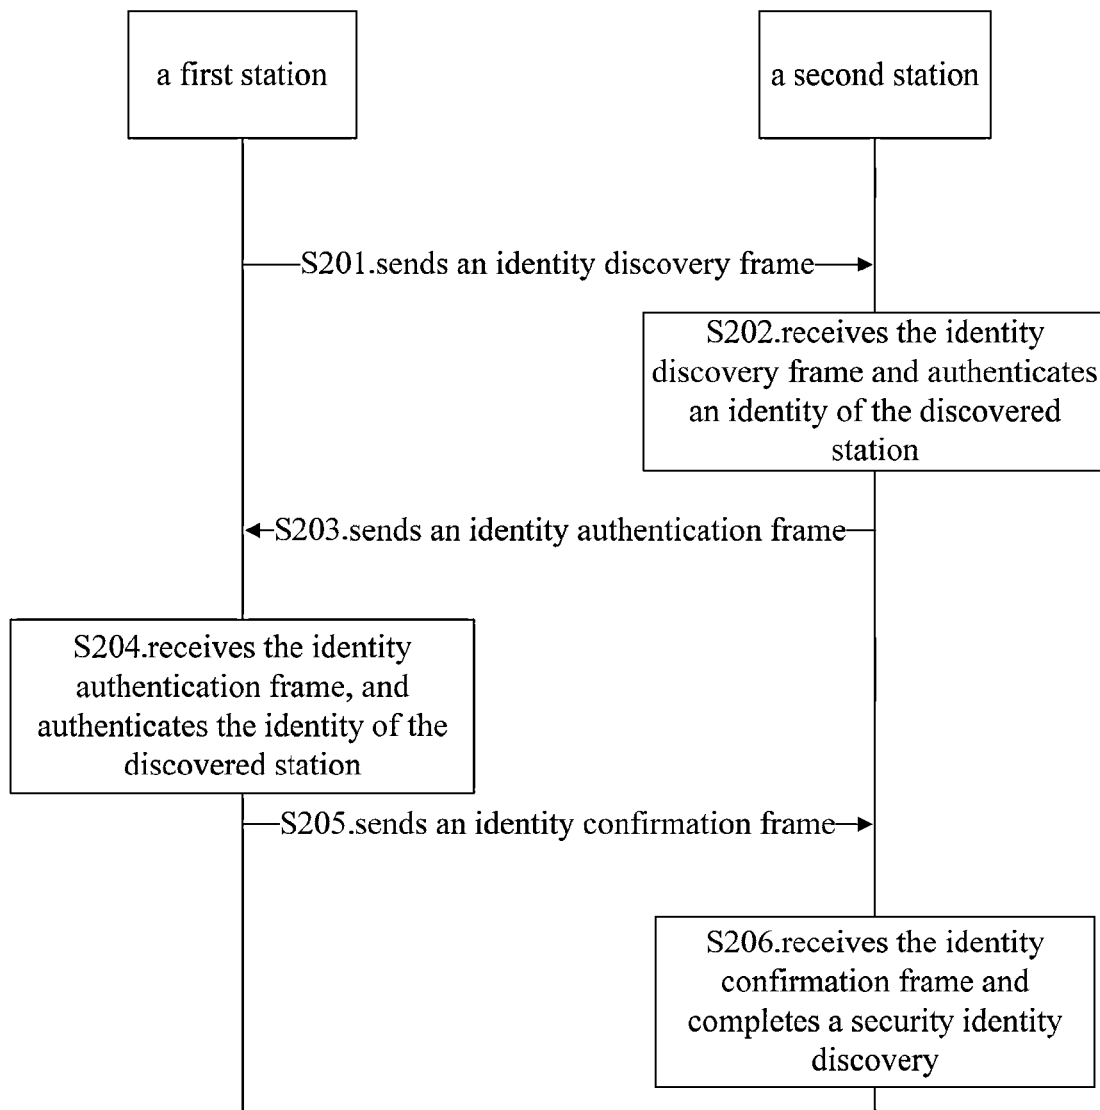 a first station
a second station
S201.sends an identity discovery frame
S202.receives the identity
discovery frame and authenticates
an identity of the discovered
station
S203.sends an identity authentication frame
S204.receives the identity
authentication frame, and
authenticates the identity of the
discovered station
S205.sends an identity confirmation frame
S206.receives the identity
confirmation frame and
completes a security identity
discovery